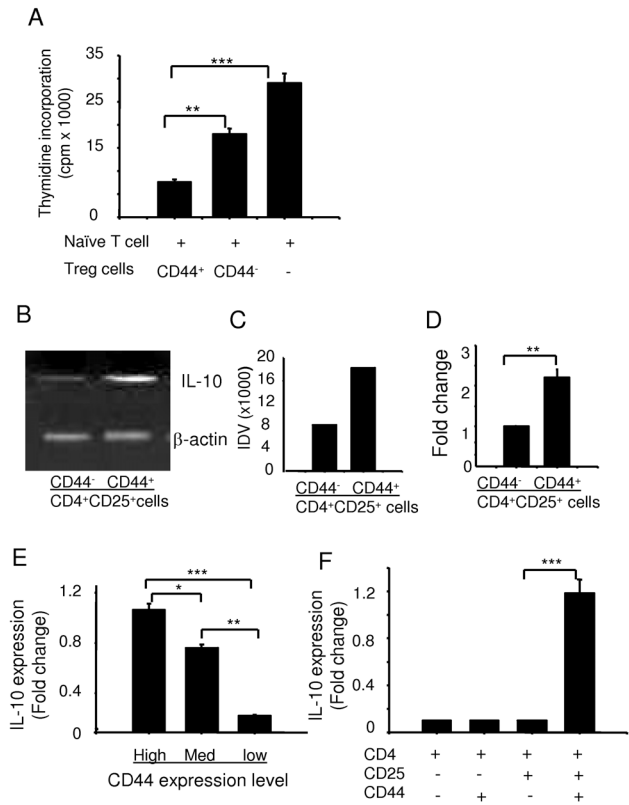 A
Thymidine incorporation
(cpm x 1000)
35
25
15
0
***
**
Naïve T cell + + +
Treg cells CD44⁺ CD44⁻ -
B
IL-10
β-actin
CD44⁻ CD44⁺
CD4⁺CD25⁺cells
C
IDV (x1000)
20
16
12
8
4
0
CD44⁻ CD44⁺
CD4⁺CD25⁺ cells
D
Fold change
3
2
2
1
1
0
**
CD44⁻ CD44⁺
CD4⁺CD25⁺ cells
E
IL-10 expression
(Fold change)
1.2
0.8
0.4
0
***
*
**
High Med low
CD44 expression level
F
IL-10 expression
(Fold change)
1.2
0.8
0.4
0
***
CD4 + + + +
CD25 - - + +
CD44 - + - +